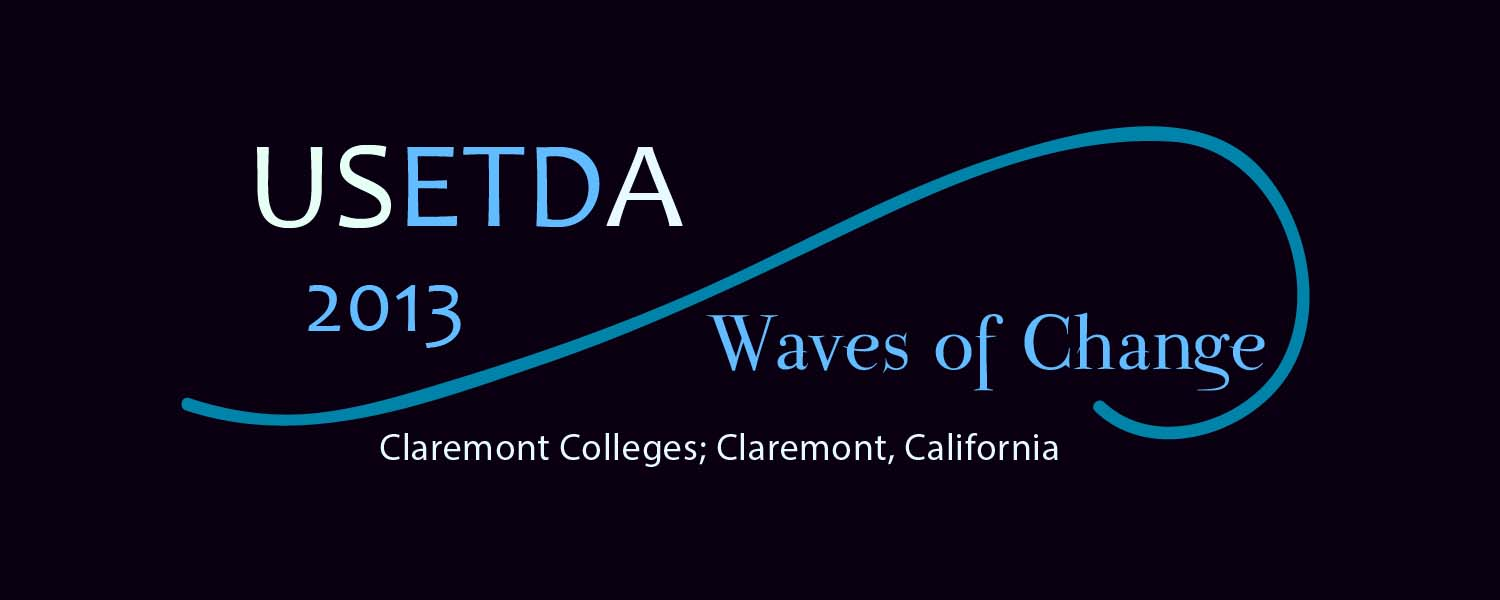 USETDA
2013
Waves of Change
Claremont Colleges; Claremont, California